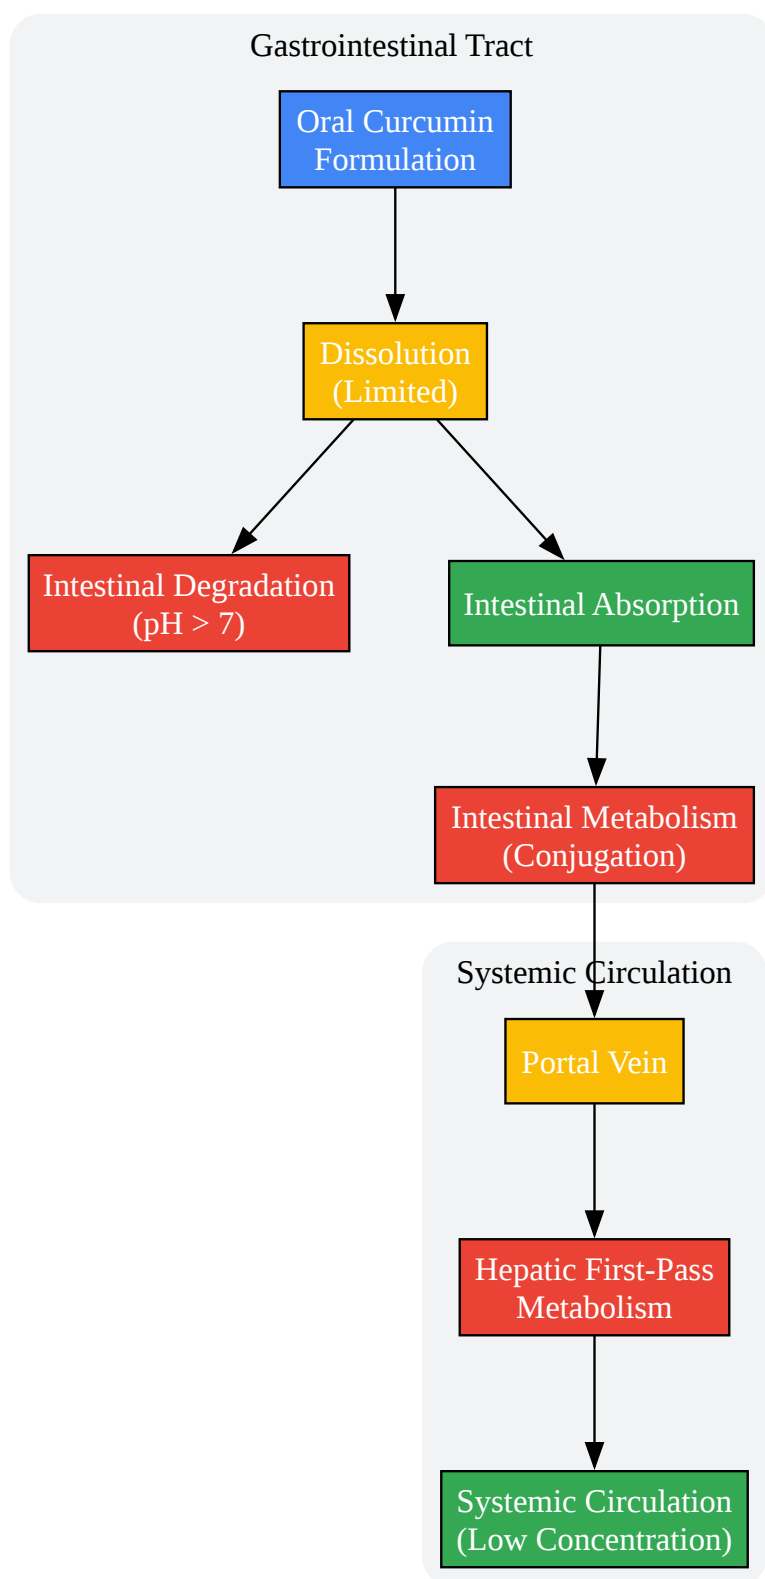 Gastrointestinal Tract
Oral Curcumin
Formulation
Dissolution
(Limited)
Intestinal Degradation
(pH > 7)
Intestinal Absorption
Intestinal Metabolism
(Conjugation)
Systemic Circulation
Portal Vein
Hepatic First-Pass
Metabolism
Systemic Circulation
(Low Concentration)